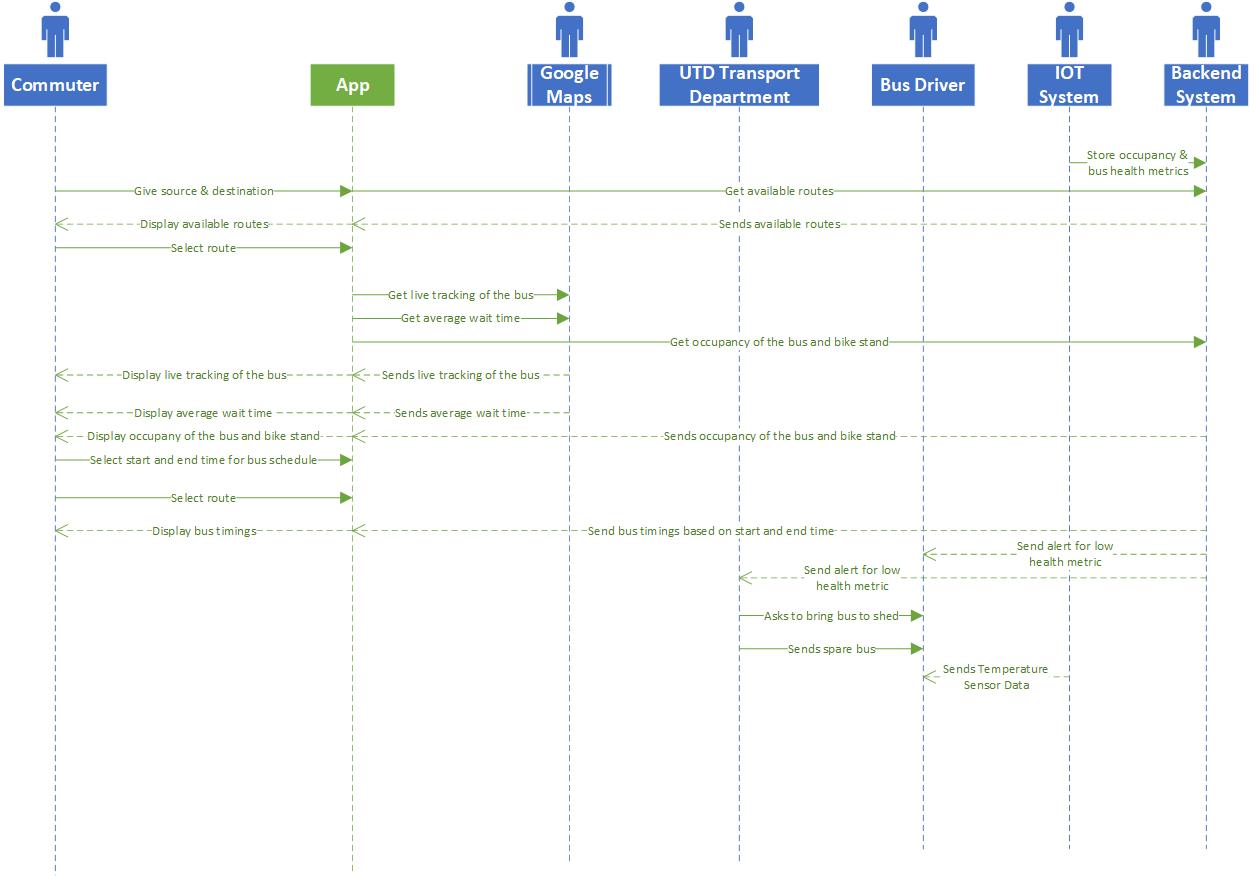 Commuter
App
Google
Maps
UTD Transport
Department
Bus Driver
IOT
System
Backend
System
Store occupancy &
bus health metrics
Give source & destination
Get available routes
Display available routes
Sends available routes
Select route
Get live tracking of the bus
Get average wait time
Get occupancy of the bus and bike stand
Display live tracking of the bus
Sends live tracking of the bus
Display average wait time
Sends average wait time
Display occupany of the bus and bike stand
Sends occupancy of the bus and bike stand
Select start and end time for bus schedule
Select route
Display bus timings
Send bus timings based on start and end time
Send alert for low
health metric
Send alert for low
health metric
Asks to bring bus to shed
Sends spare bus
Sends Temperature
Sensor Data